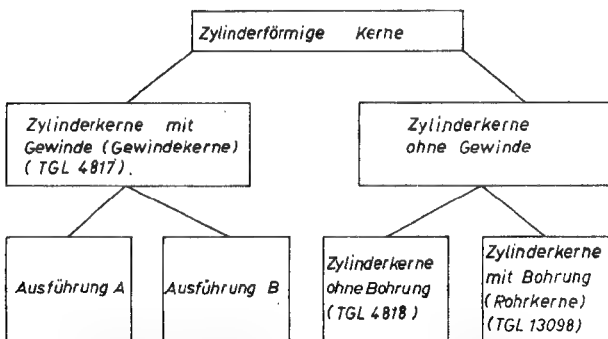 Zylinderförmige Kerne
Zylinderkerne mit
Gewinde (Gewindekerne)
(TGL 4817).
Zylinderkerne
ohne Gewinde
Ausführung A
Ausführung B
Zylinderkerne
ohne Bohrung
(TGL 4818)
Zylinderkerne
mit Bohrung
(Rohrkerne)
(TGL 13098)